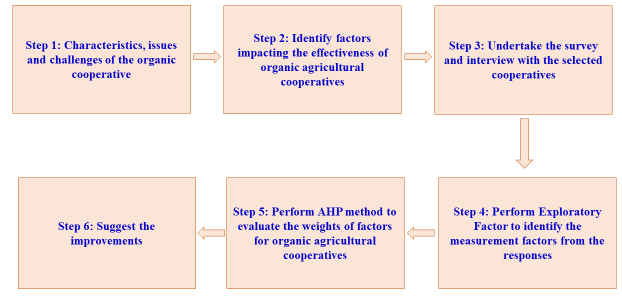 Step 1: Characteristics, issues
and challenges of the organic
cooperative
Step 2: Identify factors
impacting the effectiveness of
organic agricultural
cooperatives
Step 3: Undertake the survey
and interview with the selected
cooperatives
Step 4: Perform Exploratory
Factor to identify the
measurement factors from the
responses
Step 5: Perform AHP method to
evaluate the weights of factors
for organic agricultural
cooperatives
Step 6: Suggest the
improvements